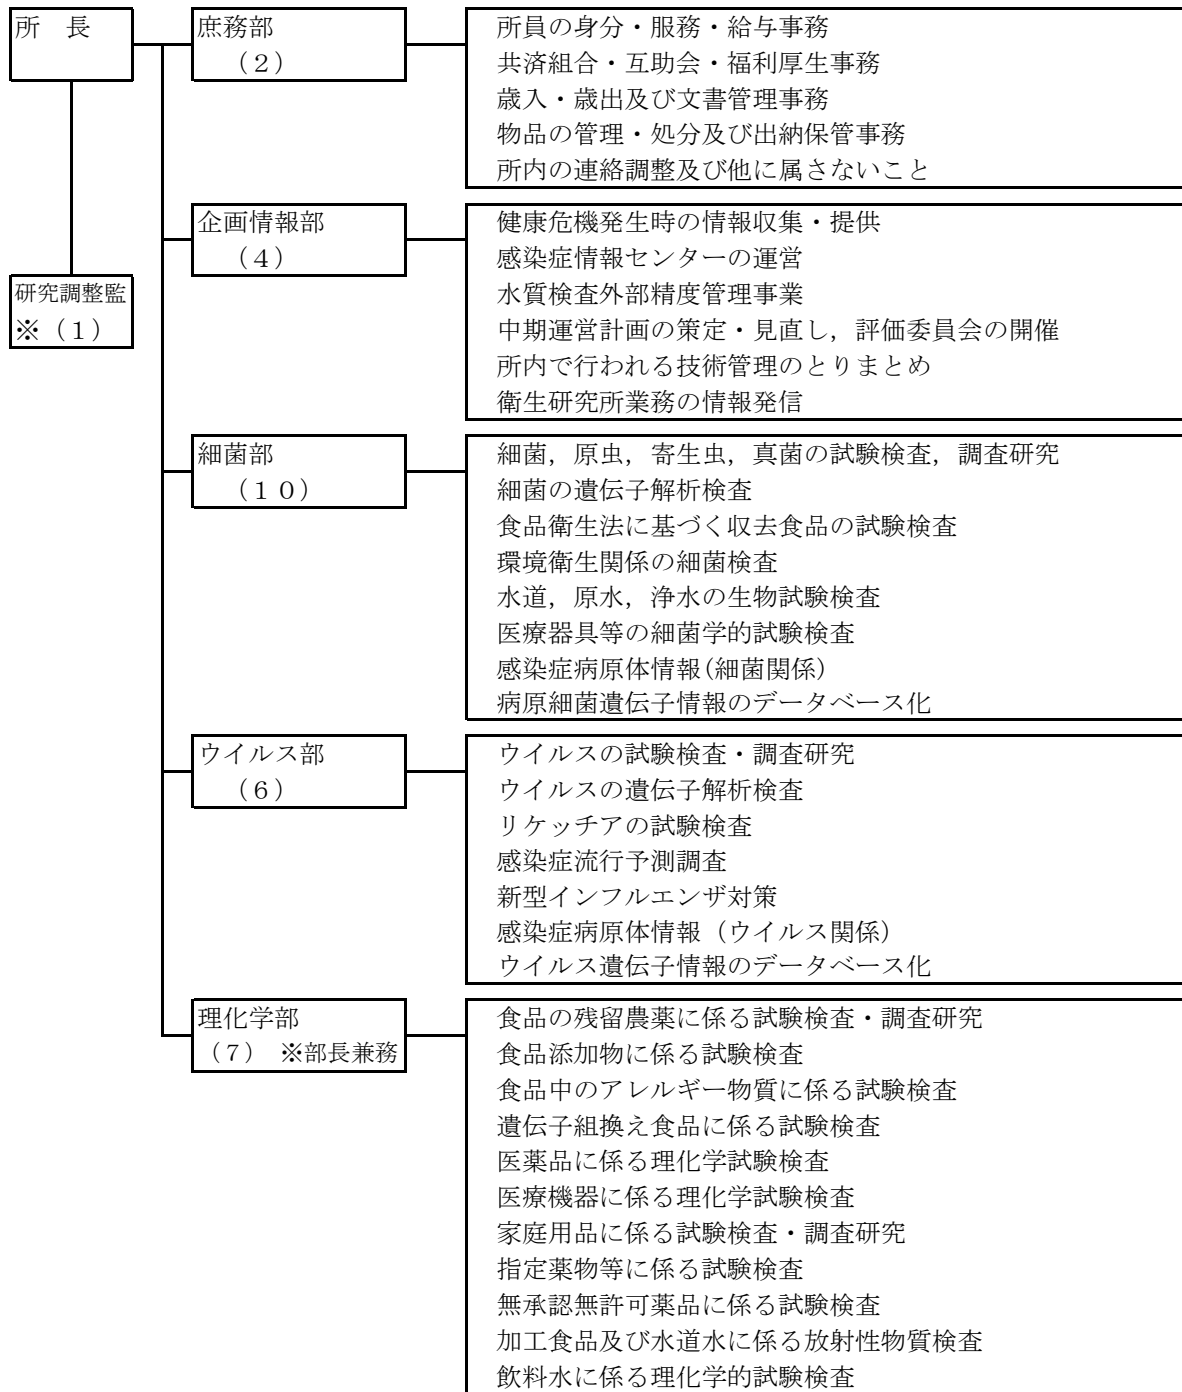 所　長
研究調整監
※（１）
庶務部
（２）
所員の身分・服務・給与事務
共済組合・互助会・福利厚生事務
歳入・歳出及び文書管理事務
物品の管理・処分及び出納保管事務
所内の連絡調整及び他に属さないこと
企画情報部
（４）
健康危機発生時の情報収集・提供
感染症情報センターの運営
水質検査外部精度管理事業
中期運営計画の策定・見直し，評価委員会の開催
所内で行われる技術管理のとりまとめ
衛生研究所業務の情報発信
細菌部
（１０）
細菌，原虫，寄生虫，真菌の試験検査，調査研究
細菌の遺伝子解析検査
食品衛生法に基づく収去食品の試験検査
環境衛生関係の細菌検査
水道，原水，浄水の生物試験検査
医療器具等の細菌学的試験検査
感染症病原体情報(細菌関係)
病原細菌遺伝子情報のデータベース化
ウイルス部
（６）
ウイルスの試験検査・調査研究
ウイルスの遺伝子解析検査
リケッチアの試験検査
感染症流行予測調査
新型インフルエンザ対策
感染症病原体情報（ウイルス関係）
ウイルス遺伝子情報のデータベース化
理化学部
（７）　※部長兼務
食品の残留農薬に係る試験検査・調査研究
食品添加物に係る試験検査
食品中のアレルギー物質に係る試験検査
遺伝子組換え食品に係る試験検査
医薬品に係る理化学試験検査
医療機器に係る理化学試験検査
家庭用品に係る試験検査・調査研究
指定薬物等に係る試験検査
無承認無許可薬品に係る試験検査
加工食品及び水道水に係る放射性物質検査
飲料水に係る理化学的試験検査